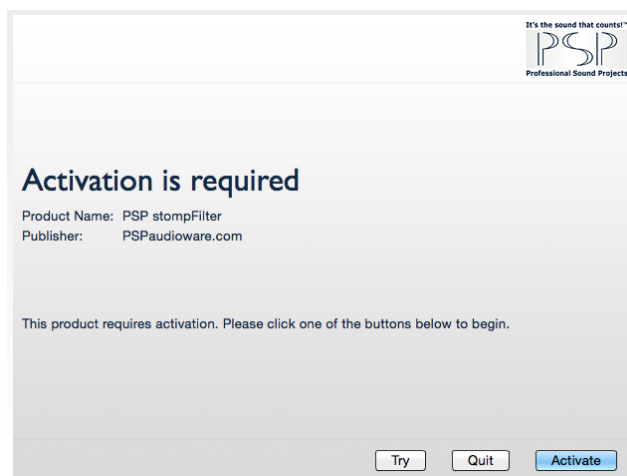 It's the sound that counts!™
PSP
Professional Sound Projects
Activation is required
Product Name: PSP stompFilter
Publisher: PSPaudioware.com
This product requires activation. Please click one of the buttons below to begin.
Try Quit Activate